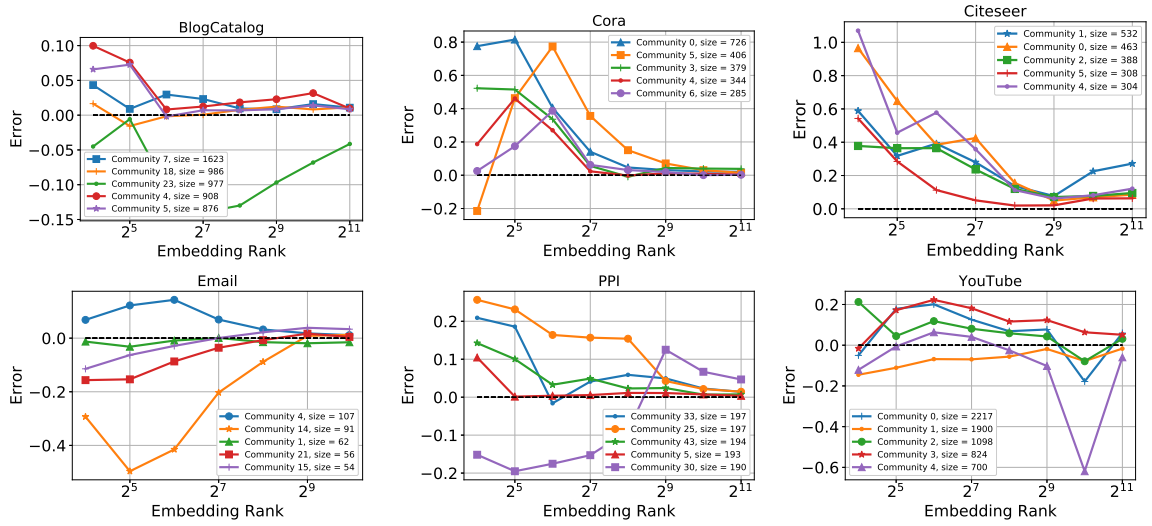 BlogCatalog
0.10
0.05
0.00
−0.05
−0.10
−0.15
Error
Community 7, size = 1623
Community 18, size = 986
Community 23, size = 977
Community 4, size = 908
Community 5, size = 876
2^5 2^7 2^9 2^11
Embedding Rank
Cora
0.8
0.6
0.4
0.2
0.0
−0.2
Error
Community 0, size = 726
Community 5, size = 406
Community 3, size = 379
Community 4, size = 344
Community 6, size = 285
2^5 2^7 2^9 2^11
Embedding Rank
Citeseer
1.0
0.8
0.6
0.4
0.2
0.0
Error
Community 1, size = 532
Community 0, size = 463
Community 2, size = 388
Community 5, size = 308
Community 4, size = 304
2^5 2^7 2^9 2^11
Embedding Rank
Email
0.0
−0.2
−0.4
Error
Community 4, size = 107
Community 14, size = 91
Community 1, size = 62
Community 21, size = 56
Community 15, size = 54
2^5 2^7 2^9
Embedding Rank
PPI
0.2
0.1
0.0
−0.1
−0.2
Error
Community 33, size = 197
Community 25, size = 197
Community 43, size = 194
Community 5, size = 193
Community 30, size = 190
2^5 2^7 2^9 2^11
Embedding Rank
YouTube
0.2
0.0
−0.2
−0.4
−0.6
Error
Community 0, size = 2217
Community 1, size = 1900
Community 2, size = 1098
Community 3, size = 824
Community 4, size = 700
2^5 2^7 2^9 2^11
Embedding Rank